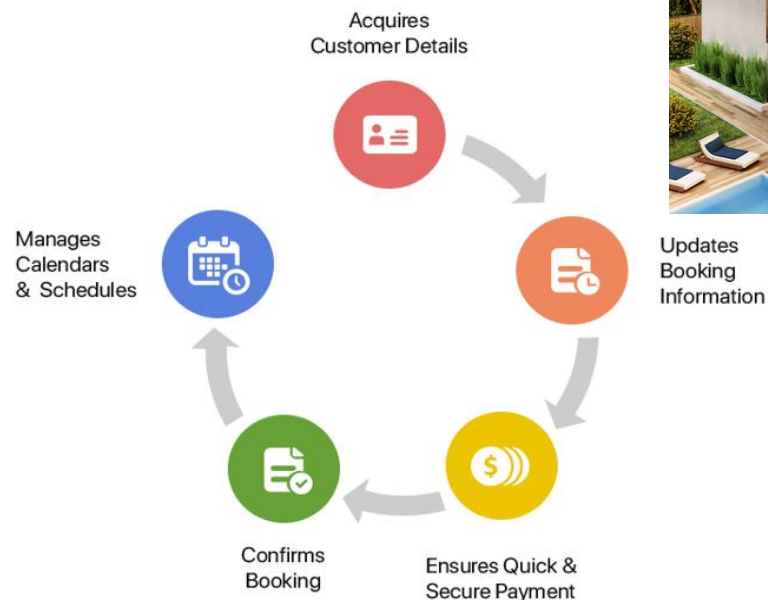 Acquires
Customer Details
Updates
Booking
Information
Ensures Quick &
Secure Payment
Confirms
Booking
Manages
Calendars
& Schedules
$